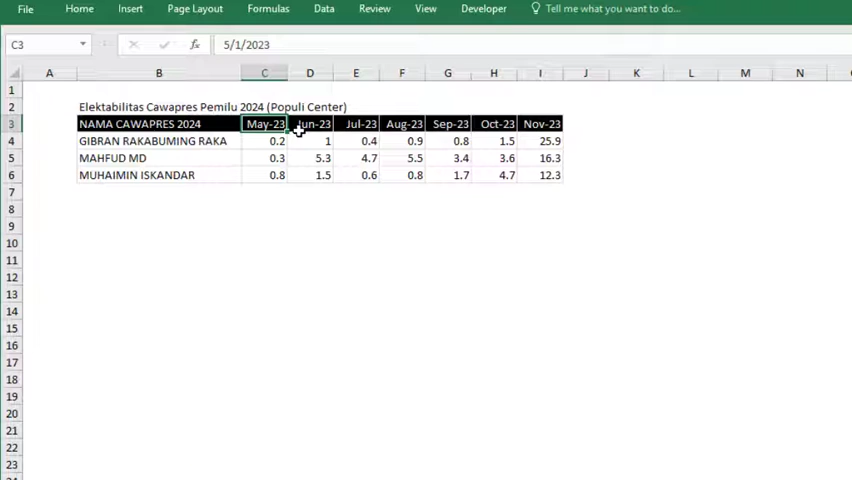 File Home Insert Page Layout Formulas Data Review View Developer Tell me what you want to do...
C3 fx 5/1/2023
A B C D E F G H I J K L M N
1
2 Elektabilitas Cawapres Pemilu 2024 (Populi Center)
3 NAMA CAWAPRES 2024 May-23 Jun-23 Jul-23 Aug-23 Sep-23 Oct-23 Nov-23
4 GIBRAN RAKABUMING RAKA 0.2 1 0.4 0.9 0.8 1.5 25.9
5 MAHFUD MD 0.3 5.3 4.7 5.5 3.4 3.6 16.3
6 MUHAIMIN ISKANDAR 0.8 1.5 0.6 0.8 1.7 4.7 12.3
7
8
9
10
11
12
13
14
15
16
17
18
19
20
21
22
23